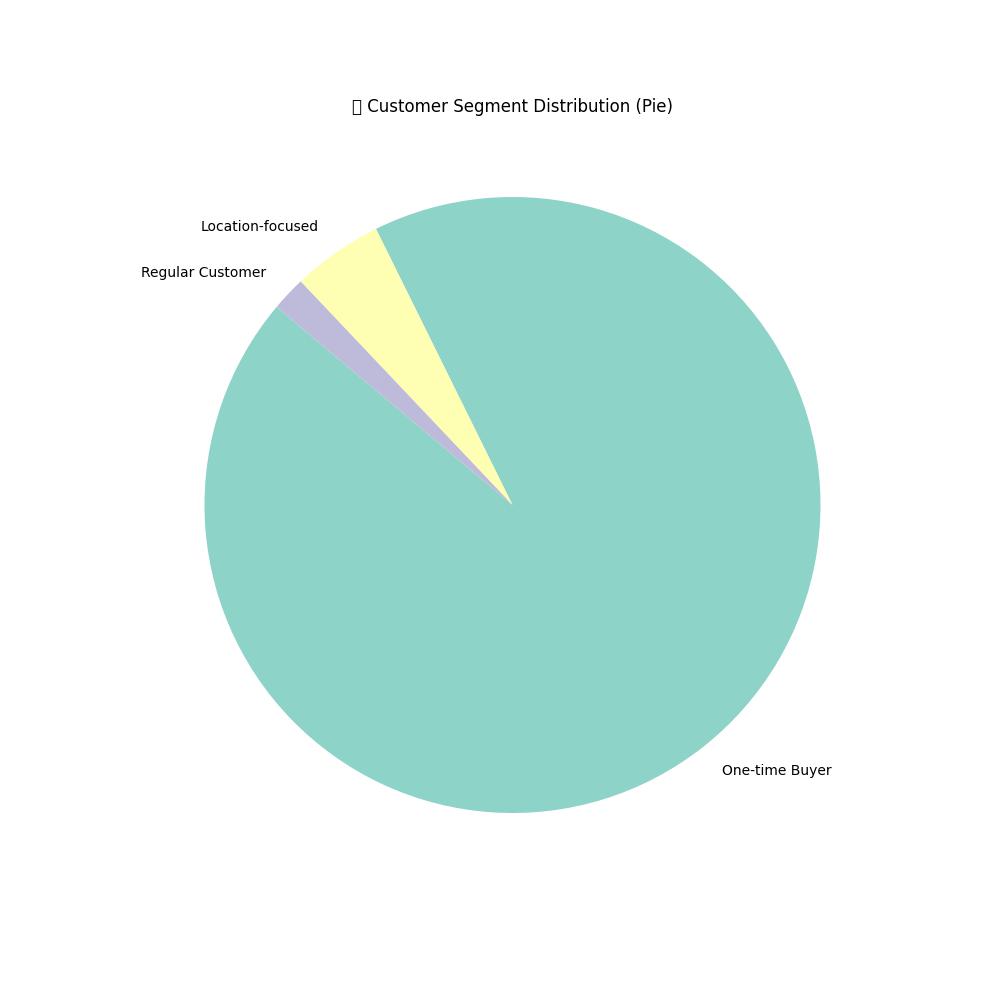 Customer Segment Distribution (Pie)
Location-focused
Regular Customer
One-time Buyer